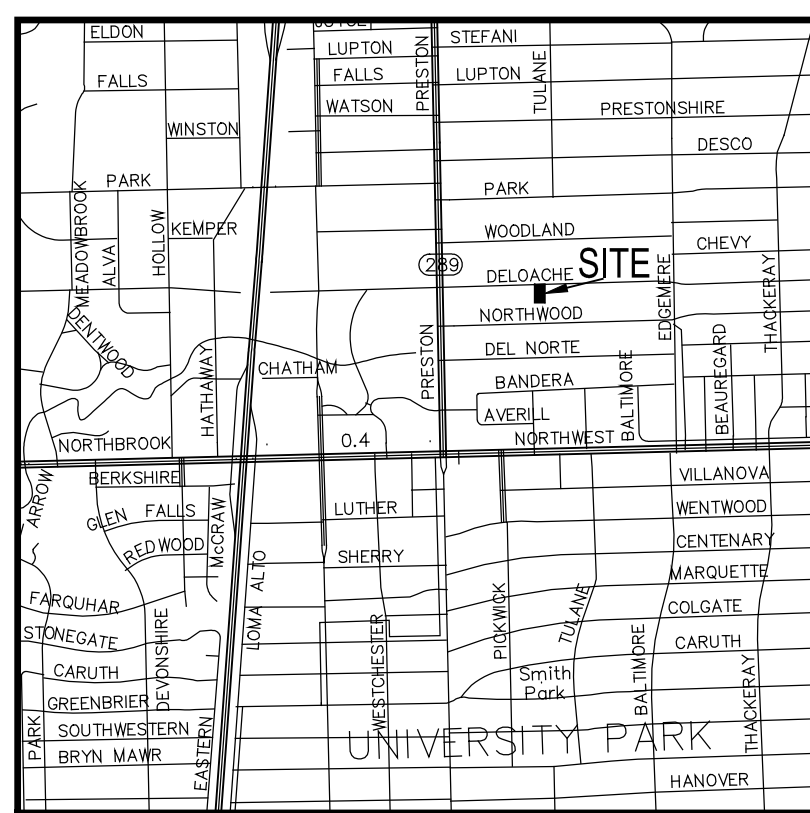 ELDON
LUPTON
PRESTON
STEFANI
FALLS
FALLS
LUPTON
TULANE
WATSON
PRESTONSHIRE
WINSTON
DESCO
PARK
PARK
MEADOWBROOK
ALVA
HOLLOW
KEMPER
WOODLAND
CHEVY
289
DELOACHE
SITE
EDGEMERE
THACKERAY
NORTHWOOD
DENTWOOD
HATHAWAY
CHATHAM
PRESTON
DEL NORTE
BANDERA
BALTIMORE
BEAUREGARD
AVERILL
NORTHBROOK
0.4
NORTHWEST
ARROW
BERKSHIRE
VILLANOVA
GLEN FALLS
McCRAW
LUTHER
WENTWOOD
REDWOOD
SHERRY
CENTENARY
MARQUETTE
FARQUHAR
LOMA ALTO
PICKWICK
TULANE
COLGATE
STONEGATE
DEVONSHIRE
WESTCHESTER
BALTIMORE
CARUTH
CARUTH
Smith
Park
THACKERAY
GREENBRIER
PARK
SOUTHWESTERN
EASTERN
UNIVERSITY PARK
BRYN MAWR
HANOVER